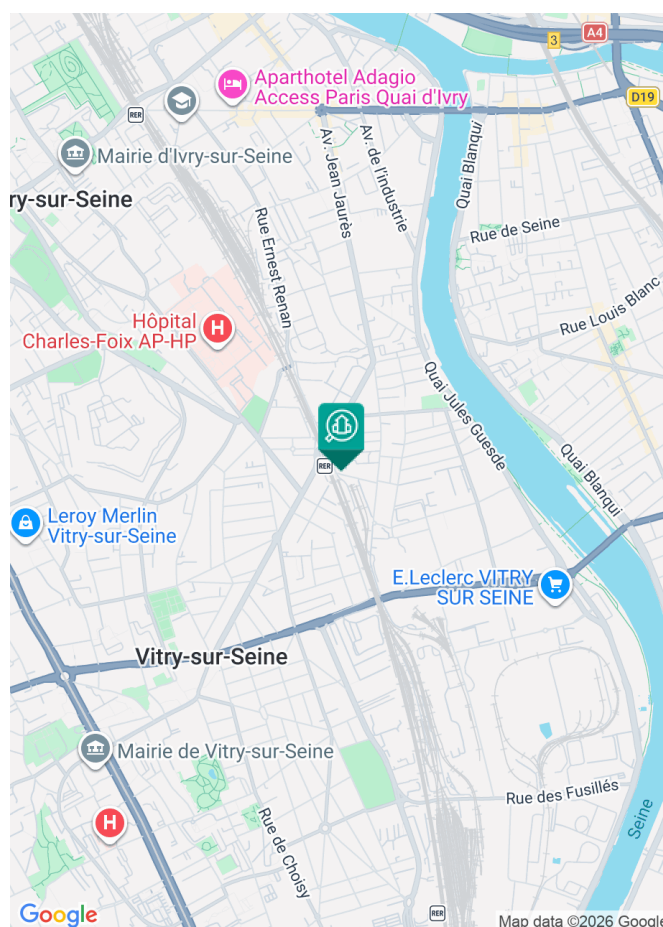 A4
3
D19
Aparthotel Adagio
Access Paris Quai d'Ivry
RER
Mairie d'Ivry-sur-Seine
Av. Jean Jaurès
Av. de l'industrie
Quai Blanqui
ry-sur-Seine
Rue Ernest Renan
Rue de Seine
Rue Louis Blanc
Hôpital
Charles-Foix AP-HP
H
Quai Jules Guesde
RER
Quai Blanqui
Leroy Merlin
Vitry-sur-Seine
E.Leclerc VITRY
SUR SEINE
Vitry-sur-Seine
Mairie de Vitry-sur-Seine
Rue des Fusillés
H
Rue de Choisy
Seine
RER
Google
Map data ©2026 Google